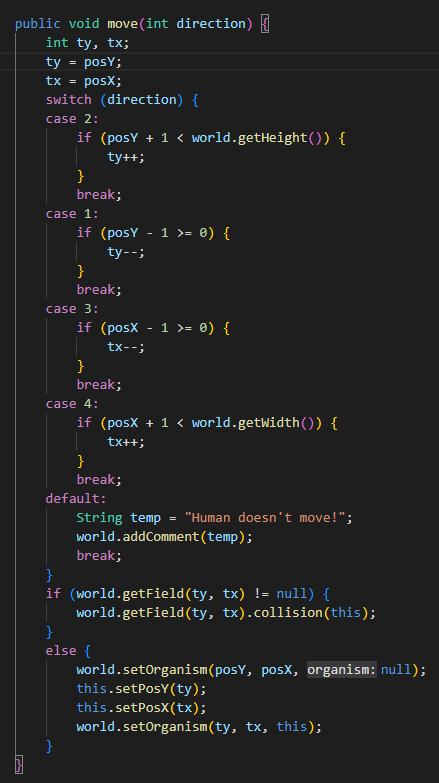 public void move(int direction) {
    int ty, tx;
    ty = posY;
    tx = posX;
    switch (direction) {
    case 2:
        if (posY + 1 < world.getHeight()) {
            ty++;
        }
        break;
    case 1:
        if (posY - 1 >= 0) {
            ty--;
        }
        break;
    case 3:
        if (posX - 1 >= 0) {
            tx--;
        }
        break;
    case 4:
        if (posX + 1 < world.getWidth()) {
            tx++;
        }
        break;
    default:
        String temp = "Human doesn't move!";
        world.addComment(temp);
        break;
    }
    if (world.getField(ty, tx) != null) {
        world.getField(ty, tx).collision(this);
    }
    else {
        world.setOrganism(posY, posX, organism: null);
        this.setPosY(ty);
        this.setPosX(tx);
        world.setOrganism(ty, tx, this);
    }
}